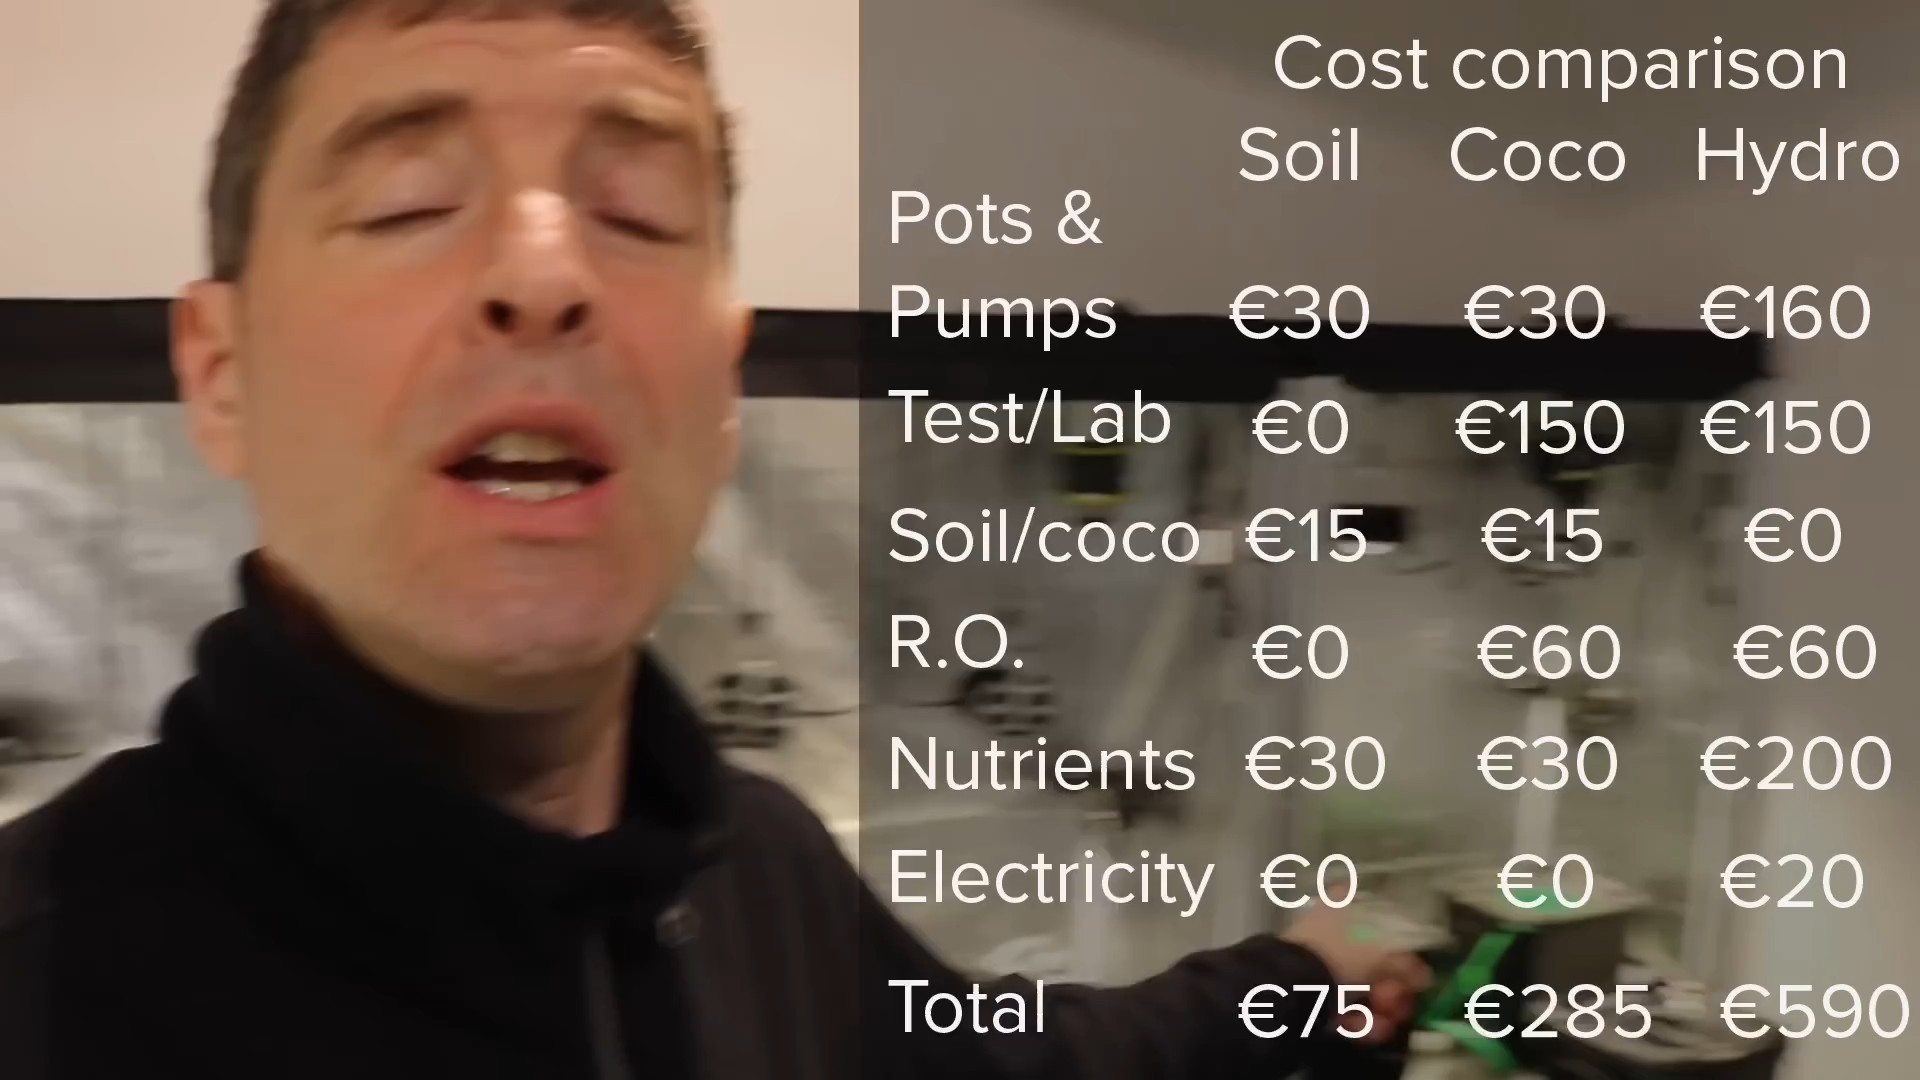 Cost comparison
Soil Coco Hydro
Pots &
Pumps €30 €30 €160
Test/Lab €0 €150 €150
Soil/coco €15 €15 €0
R.O. €0 €60 €60
Nutrients €30 €30 €200
Electricity €0 €0 €20
Total €75 €285 €590